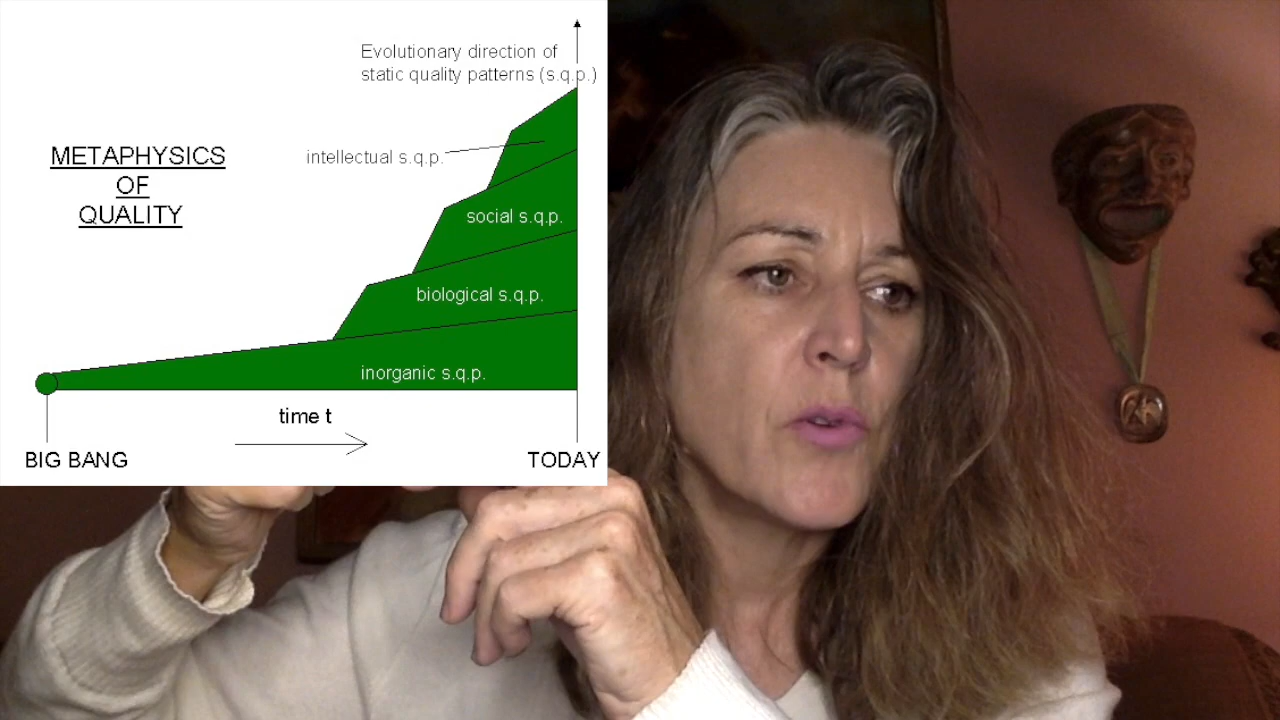 Evolutionary direction of
static quality patterns (s.q.p.)
METAPHYSICS
OF
QUALITY
intellectual s.q.p.
social s.q.p.
biological s.q.p.
inorganic s.q.p.
time t
BIG BANG
TODAY